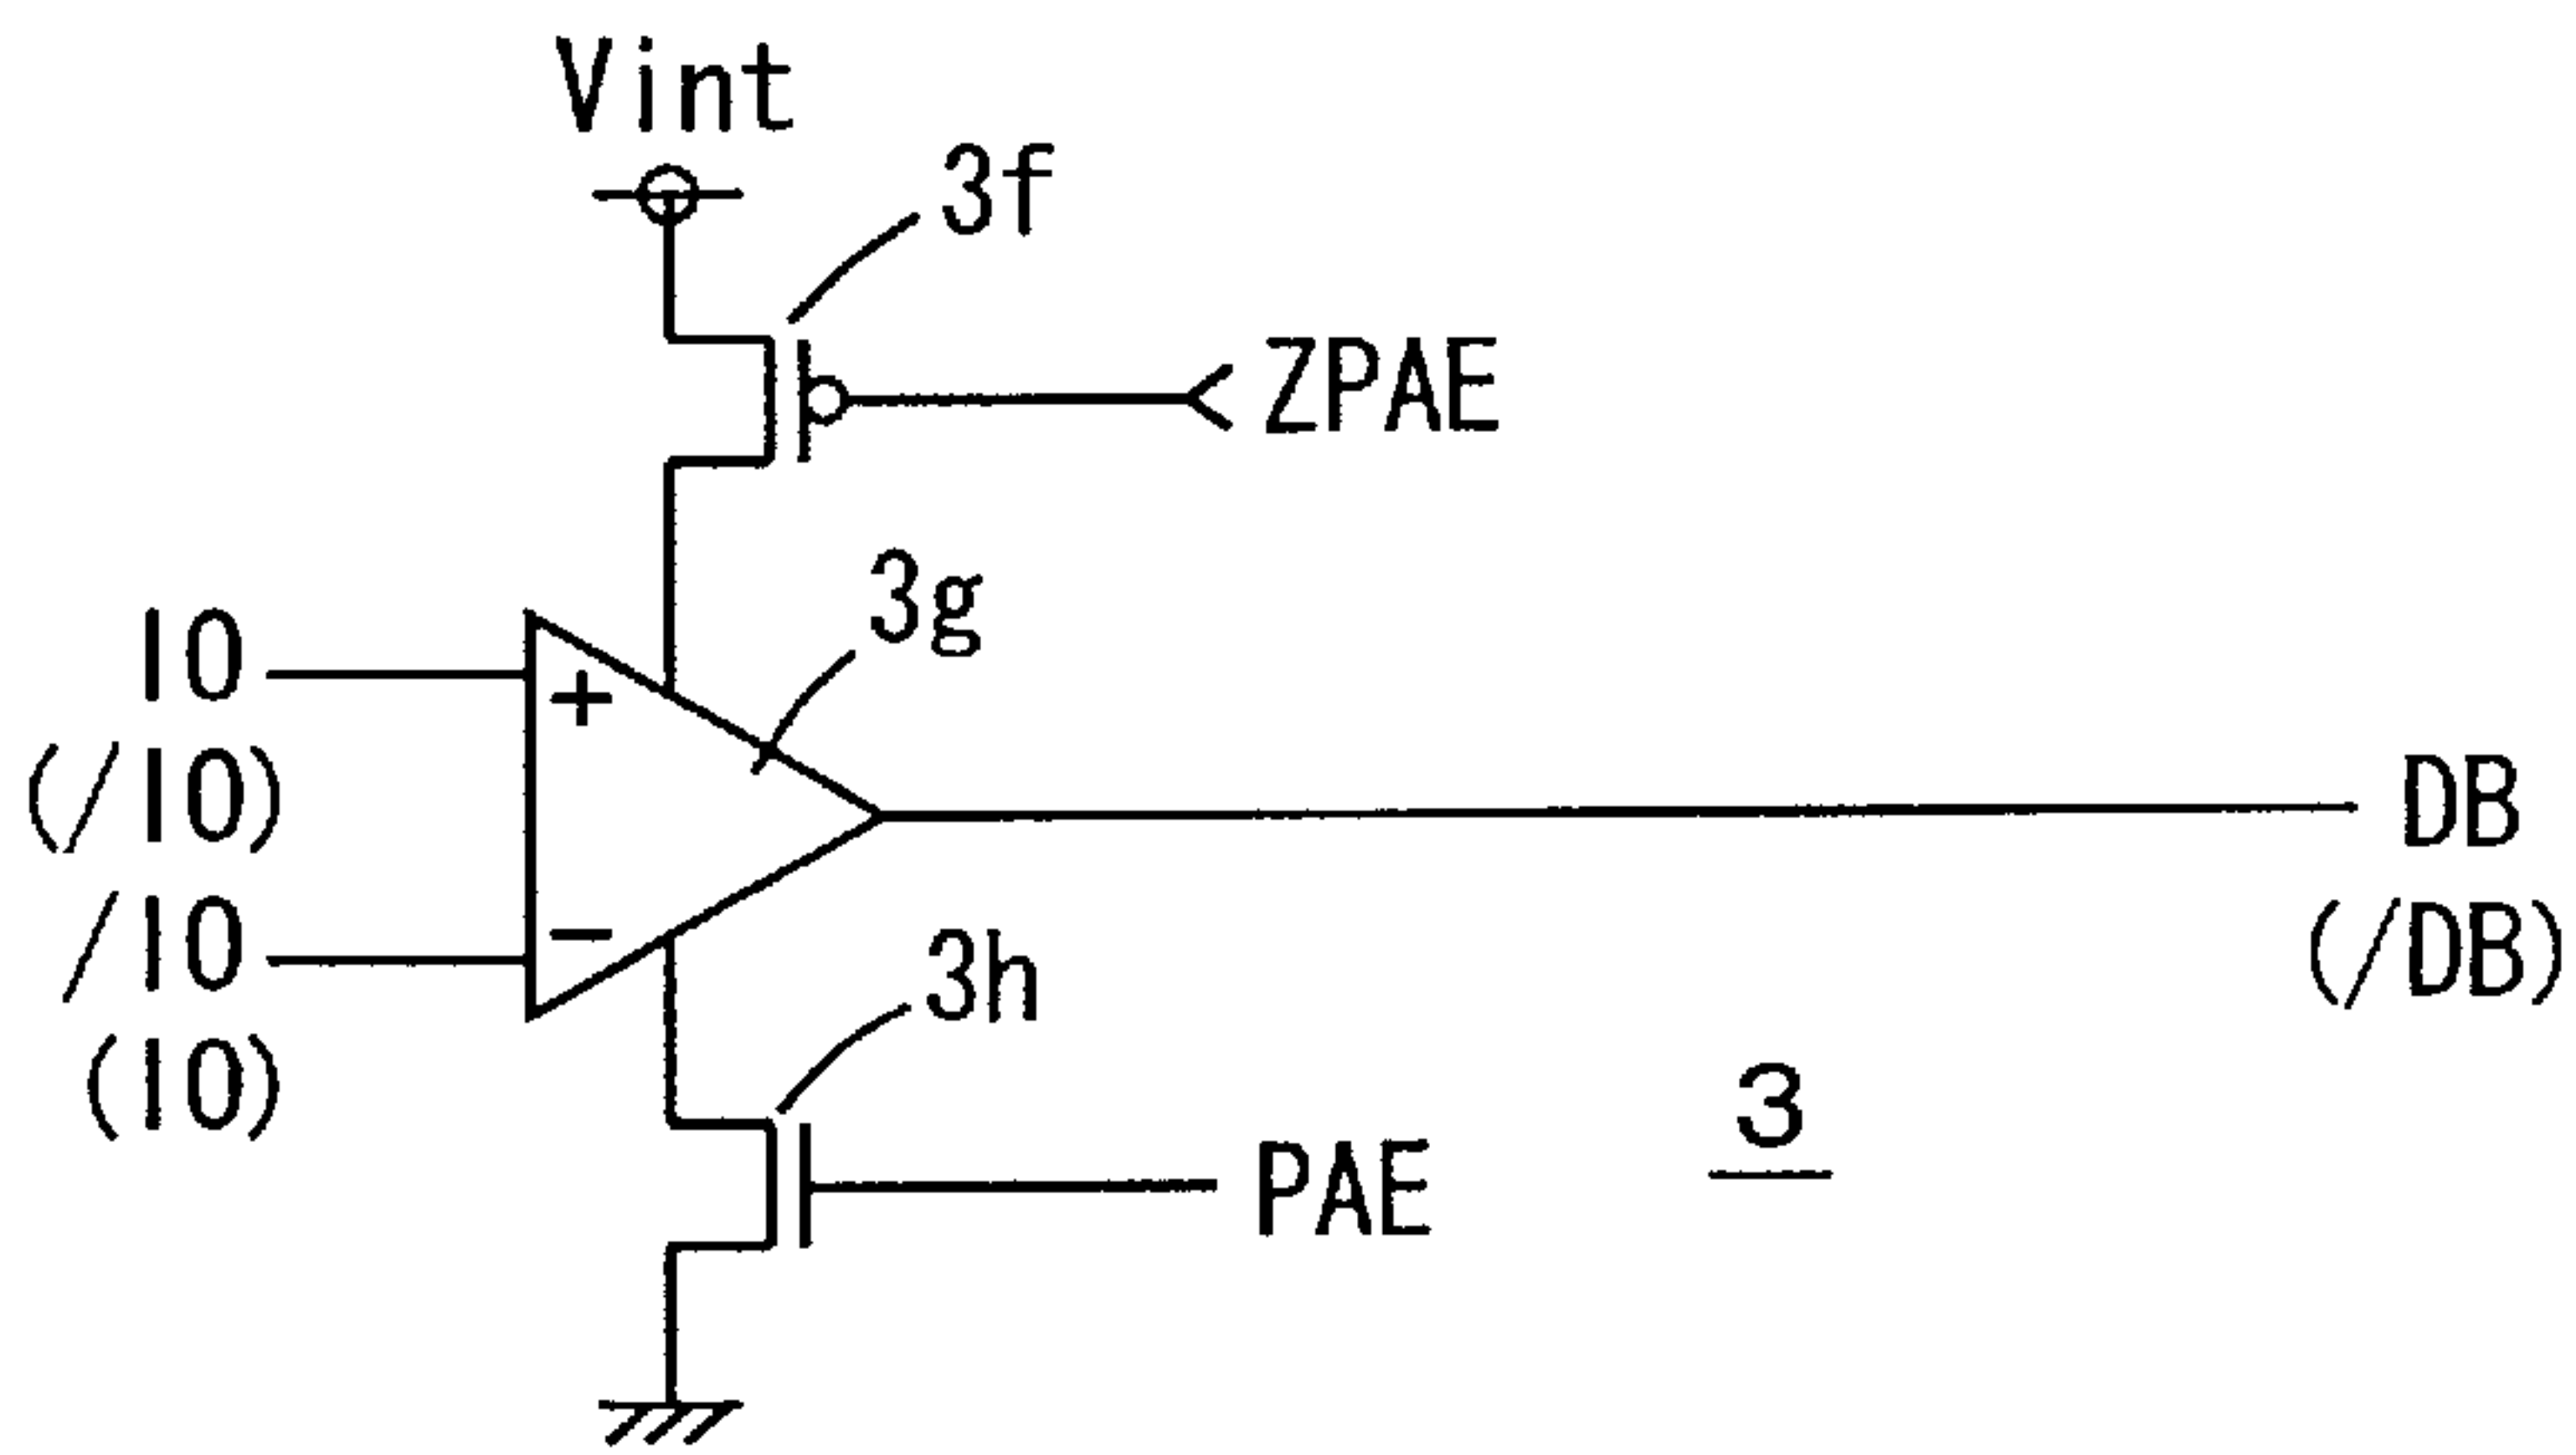 Vint
3f
ZPAE
3g
IO
(/IO)
DB
/IO
(/DB)
3h
(IO)
3
PAE
+
−